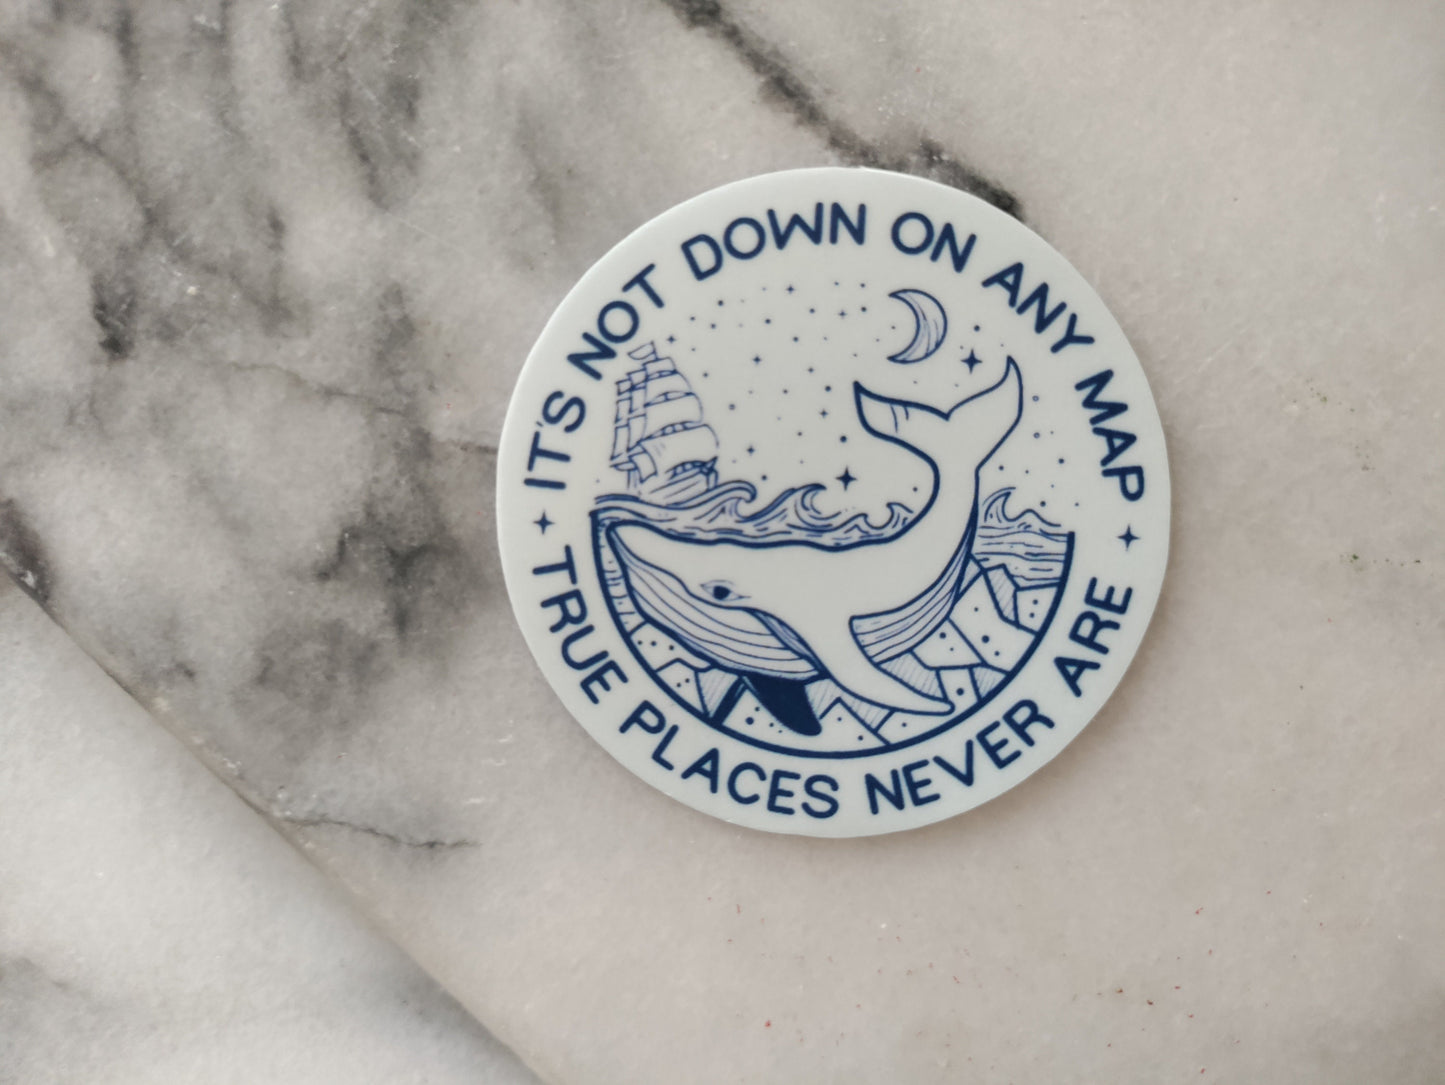 IT'S NOT DOWN ON ANY MAP
TRUE PLACES NEVER ARE